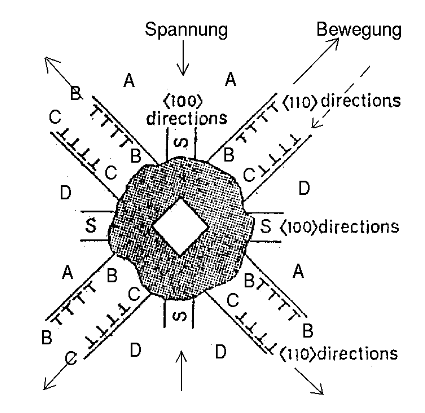 Spannung Bewegung
A A
B ⟨100⟩ ⟨110⟩directions
directions
C B S B
C C
D D
S S ⟨100⟩directions
A B B A
C C
B S B
C D D ⟨110⟩directions